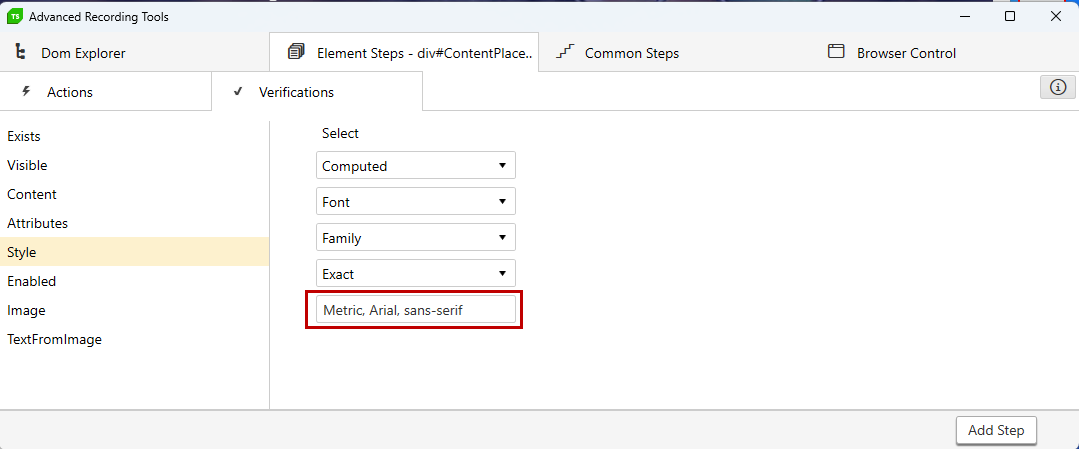 TS Advanced Recording Tools
Dom Explorer
Element Steps - div#ContentPlace..
Common Steps
Browser Control
Actions
Verifications
Exists
Visible
Content
Attributes
Style
Enabled
Image
TextFromImage
Select
Computed
Font
Family
Exact
Metric, Arial, sans-serif
Add Step